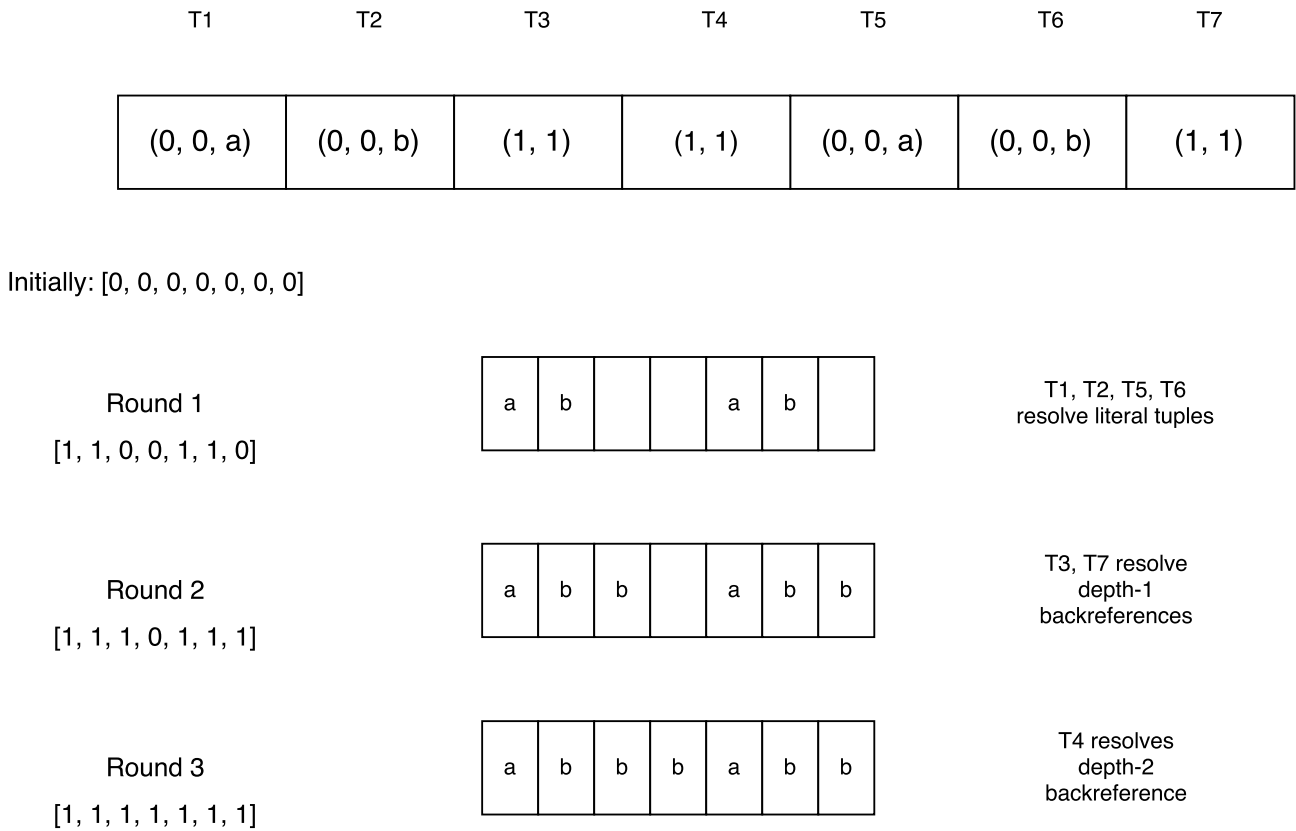 T1 T2 T3 T4 T5 T6 T7
(0, 0, a) (0, 0, b) (1, 1) (1, 1) (0, 0, a) (0, 0, b) (1, 1)
Initially: [0, 0, 0, 0, 0, 0, 0]
Round 1
[1, 1, 0, 0, 1, 1, 0]
a b a b
T1, T2, T5, T6
resolve literal tuples
Round 2
[1, 1, 1, 0, 1, 1, 1]
a b b a b b
T3, T7 resolve
depth-1
backreferences
Round 3
[1, 1, 1, 1, 1, 1, 1]
a b b b a b b
T4 resolves
depth-2
backreference